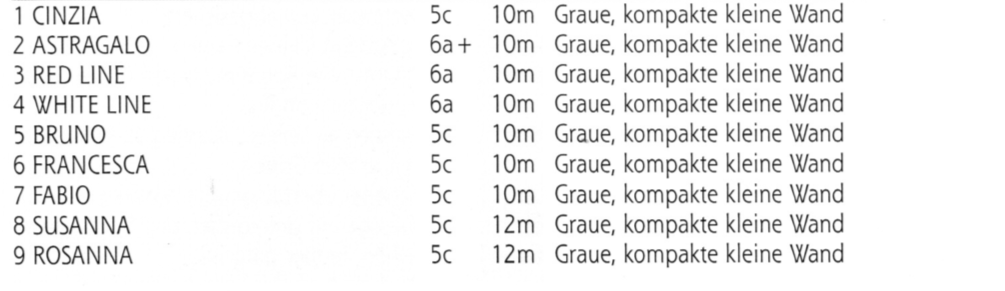 1 CINZIA 5c 10m Graue, kompakte kleine Wand
2 ASTRAGALO 6a+ 10m Graue, kompakte kleine Wand
3 RED LINE 6a 10m Graue, kompakte kleine Wand
4 WHITE LINE 6a 10m Graue, kompakte kleine Wand
5 BRUNO 5c 10m Graue, kompakte kleine Wand
6 FRANCESCA 5c 10m Graue, kompakte kleine Wand
7 FABIO 5c 10m Graue, kompakte kleine Wand
8 SUSANNA 5c 12m Graue, kompakte kleine Wand
9 ROSANNA 5c 12m Graue, kompakte kleine Wand